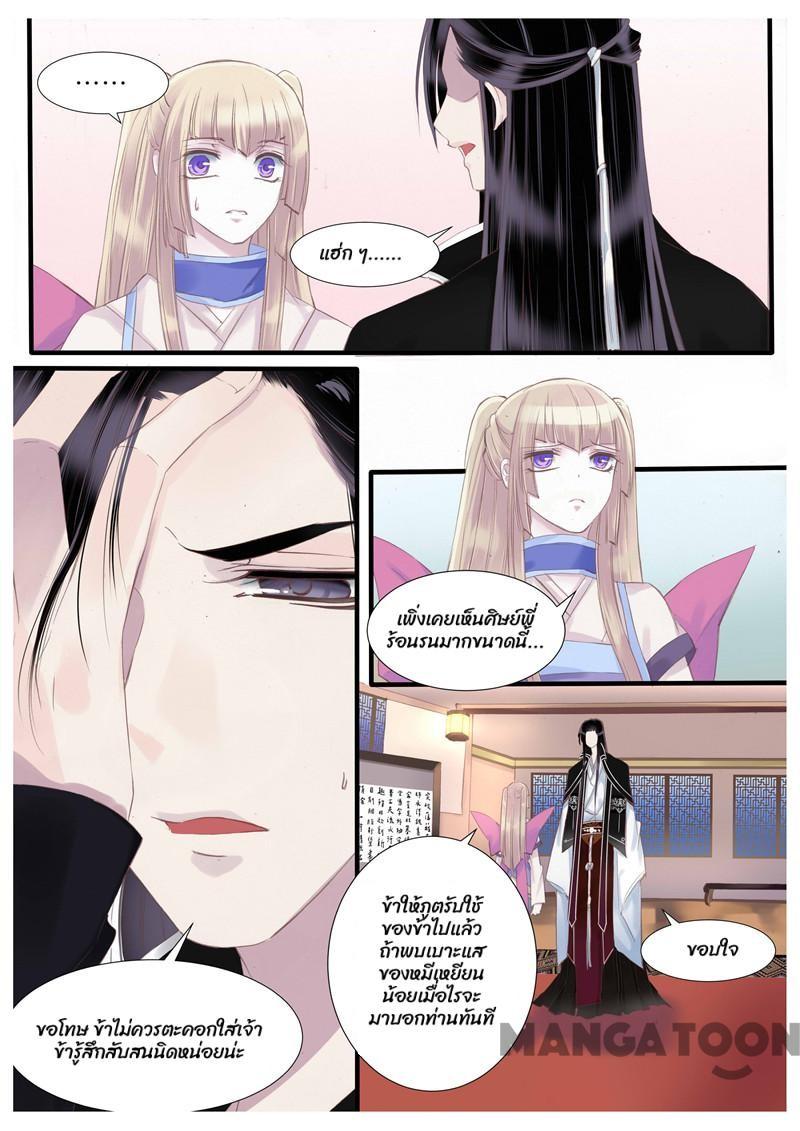 ......
แฮ่ก ๆ......
เพิ่งเคยเห็นศิษย์พี่
ร้อนรนมากขนาดนี้...
ขอโทษ ข้าไม่ควรตะคอกใส่เจ้า
ข้ารู้สึกสับสนนิดหน่อยน่ะ
ข้าให้ภูตรับใช้
ของข้าไปแล้ว
ถ้าพบเบาะแส
ของหมีเหยียน
น้อยเมื่อไรจะ
มาบอกท่านทันที
ขอบใจ
MANGATOON